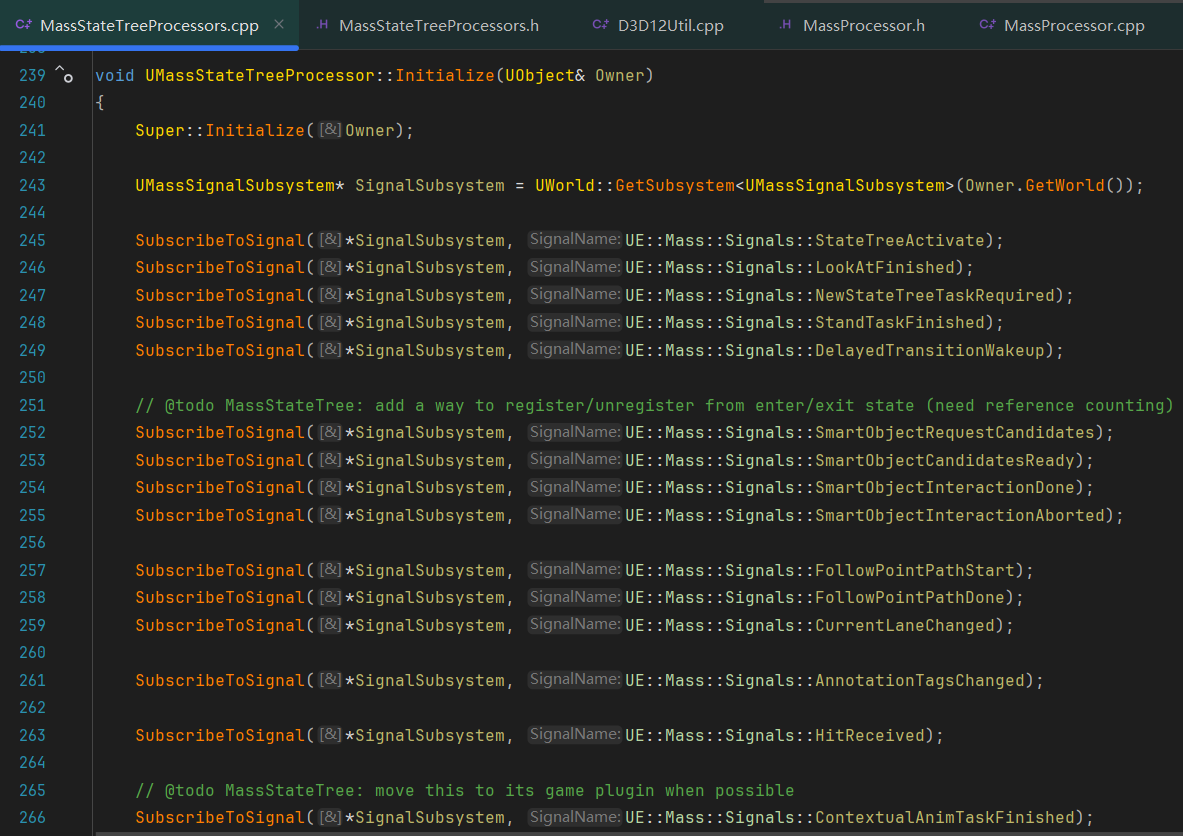 C++ MassStateTreeProcessors.cpp × .H MassStateTreeProcessors.h C++ D3D12Util.cpp .H MassProcessor.h C++ MassProcessor.cpp
239 void UMassStateTreeProcessor::Initialize(UObject& Owner)
240 {
241 Super::Initialize([&]Owner);
242
243 UMassSignalSubsystem* SignalSubsystem = UWorld::GetSubsystem<UMassSignalSubsystem>(Owner.GetWorld());
244
245 SubscribeToSignal([&]*SignalSubsystem, SignalName: UE::Mass::Signals::StateTreeActivate);
246 SubscribeToSignal([&]*SignalSubsystem, SignalName: UE::Mass::Signals::LookAtFinished);
247 SubscribeToSignal([&]*SignalSubsystem, SignalName: UE::Mass::Signals::NewStateTreeTaskRequired);
248 SubscribeToSignal([&]*SignalSubsystem, SignalName: UE::Mass::Signals::StandTaskFinished);
249 SubscribeToSignal([&]*SignalSubsystem, SignalName: UE::Mass::Signals::DelayedTransitionWakeup);
250
251 // @todo MassStateTree: add a way to register/unregister from enter/exit state (need reference counting)
252 SubscribeToSignal([&]*SignalSubsystem, SignalName: UE::Mass::Signals::SmartObjectRequestCandidates);
253 SubscribeToSignal([&]*SignalSubsystem, SignalName: UE::Mass::Signals::SmartObjectCandidatesReady);
254 SubscribeToSignal([&]*SignalSubsystem, SignalName: UE::Mass::Signals::SmartObjectInteractionDone);
255 SubscribeToSignal([&]*SignalSubsystem, SignalName: UE::Mass::Signals::SmartObjectInteractionAborted);
256
257 SubscribeToSignal([&]*SignalSubsystem, SignalName: UE::Mass::Signals::FollowPointPathStart);
258 SubscribeToSignal([&]*SignalSubsystem, SignalName: UE::Mass::Signals::FollowPointPathDone);
259 SubscribeToSignal([&]*SignalSubsystem, SignalName: UE::Mass::Signals::CurrentLaneChanged);
260
261 SubscribeToSignal([&]*SignalSubsystem, SignalName: UE::Mass::Signals::AnnotationTagsChanged);
262
263 SubscribeToSignal([&]*SignalSubsystem, SignalName: UE::Mass::Signals::HitReceived);
264
265 // @todo MassStateTree: move this to its game plugin when possible
266 SubscribeToSignal([&]*SignalSubsystem, SignalName: UE::Mass::Signals::ContextualAnimTaskFinished);